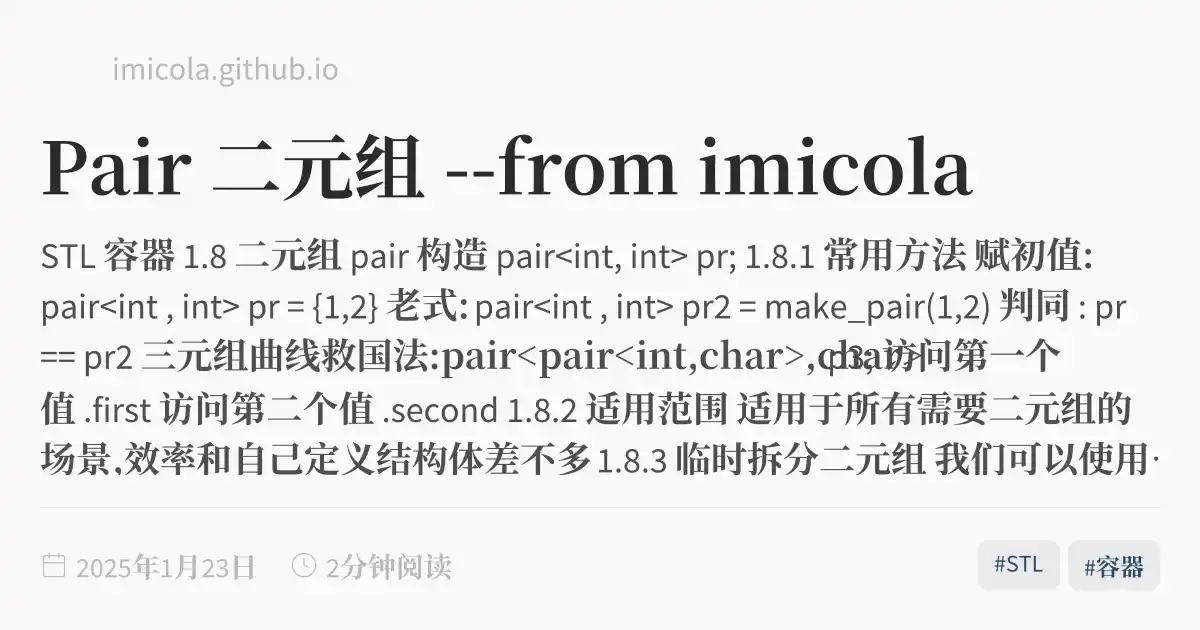 imicola.github.io
Pair 二元组 --from imicola
STL 容器 1.8 二元组 pair 构造 pair<int, int> pr; 1.8.1 常用方法 赋初值:
pair<int , int> pr = {1,2} 老式: pair<int , int> pr2 = make_pair(1,2) 判同 : pr
== pr2 三元组曲线救国法:pair<pair<int,char>,char> p3; 访问第一个
值 .first 访问第二个值 .second 1.8.2 适用范围 适用于所有需要二元组的
场景,效率和自己定义结构体差不多 1.8.3 临时拆分二元组 我们可以使用·
2025年1月23日 2分钟阅读
#STL #容器